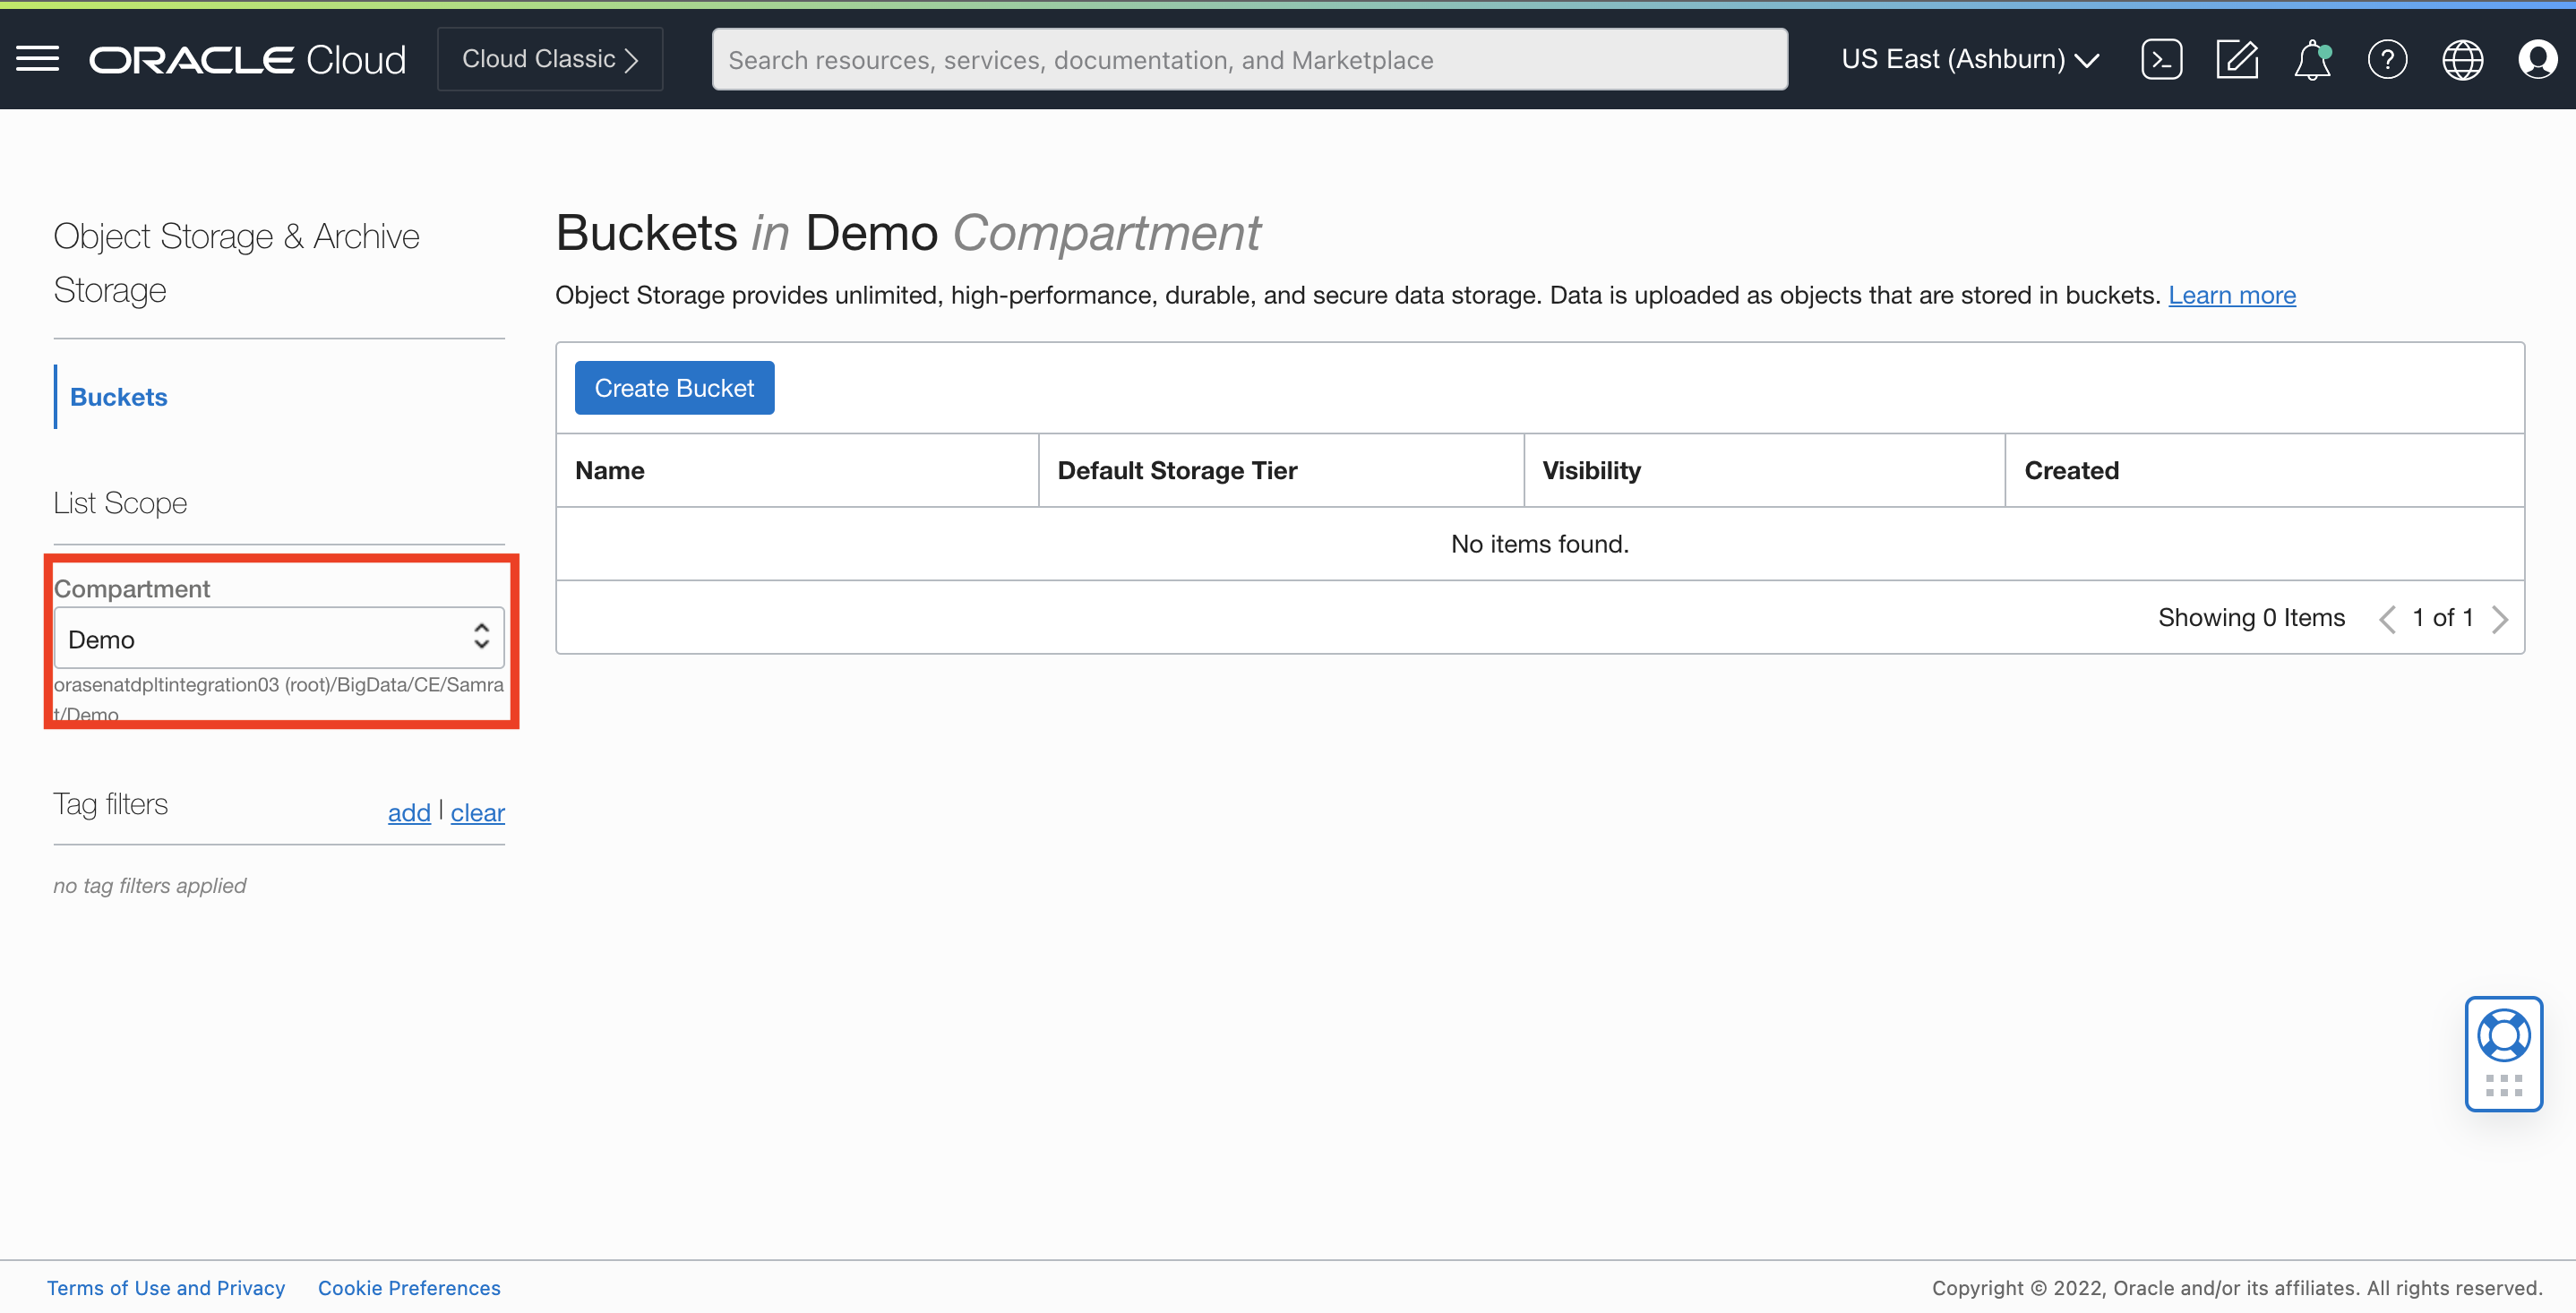 ORACLE Cloud
Cloud Classic
Search resources, services, documentation, and Marketplace
US East (Ashburn)
Object Storage & Archive
Storage
Buckets
List Scope
Compartment
Demo
orasenatdpltintegration03 (root)/BigData/CE/Samra
t/Demo
Tag filters
add | clear
no tag filters applied
Buckets in Demo Compartment
Object Storage provides unlimited, high-performance, durable, and secure data storage. Data is uploaded as objects that are stored in buckets. Learn more
Create Bucket
Name Default Storage Tier Visibility Created
No items found.
Showing 0 Items 1 of 1
Terms of Use and Privacy Cookie Preferences
Copyright © 2022, Oracle and/or its affiliates. All rights reserved.